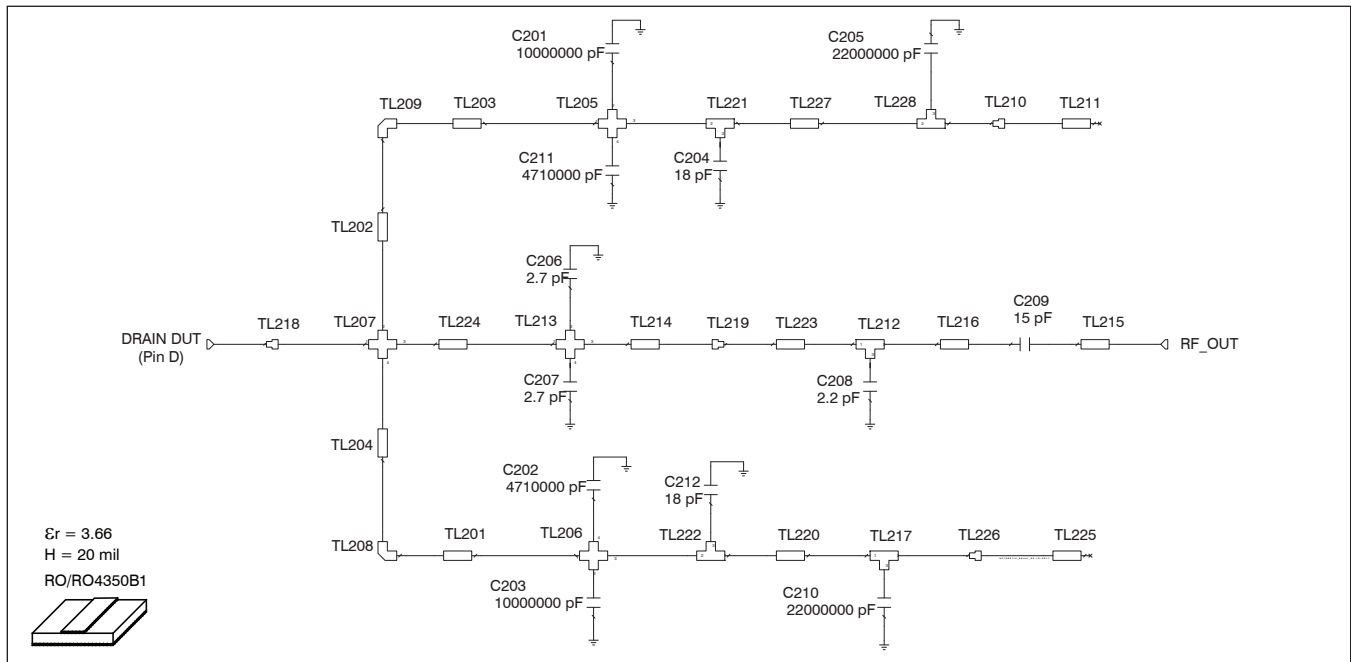 C201
10000000 pF
C205
22000000 pF
TL209
TL203
TL205
TL221
TL227
TL228
TL210
TL211
C211
4710000 pF
C204
18 pF
TL202
C206
2.7 pF
DRAIN DUT
(Pin D)
TL218
TL207
TL224
TL213
TL214
TL219
TL223
TL212
TL216
C209
15 pF
TL215
RF_OUT
C207
2.7 pF
C208
2.2 pF
TL204
C202
4710000 pF
C212
18 pF
TL208
TL201
TL206
TL222
TL220
TL217
TL226
TL225
C203
10000000 pF
C210
22000000 pF
Ɛr = 3.66
H = 20 mil
RO/RO4350B1